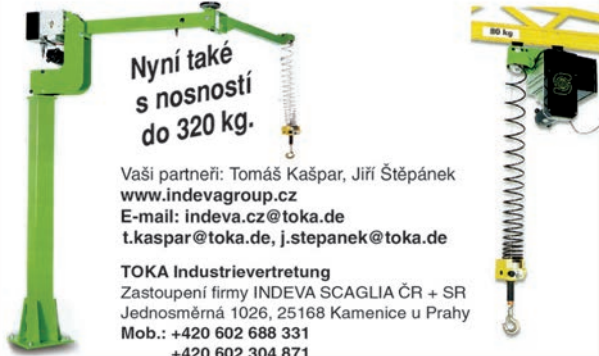 Nyní také
s nosností
do 320 kg.
80 kg
Vaši partneři: Tomáš Kašpar, Jiří Štěpánek
www.indevagroup.cz
E-mail: indeva.cz@toka.de
t.kaspar@toka.de, j.stepanek@toka.de
TOKA Industrievertretung
Zastoupení firmy INDEVA SCAGLIA ČR + SR
Jednosměrná 1026, 25168 Kamenice u Prahy
Mob.: +420 602 688 331
+420 602 304 871